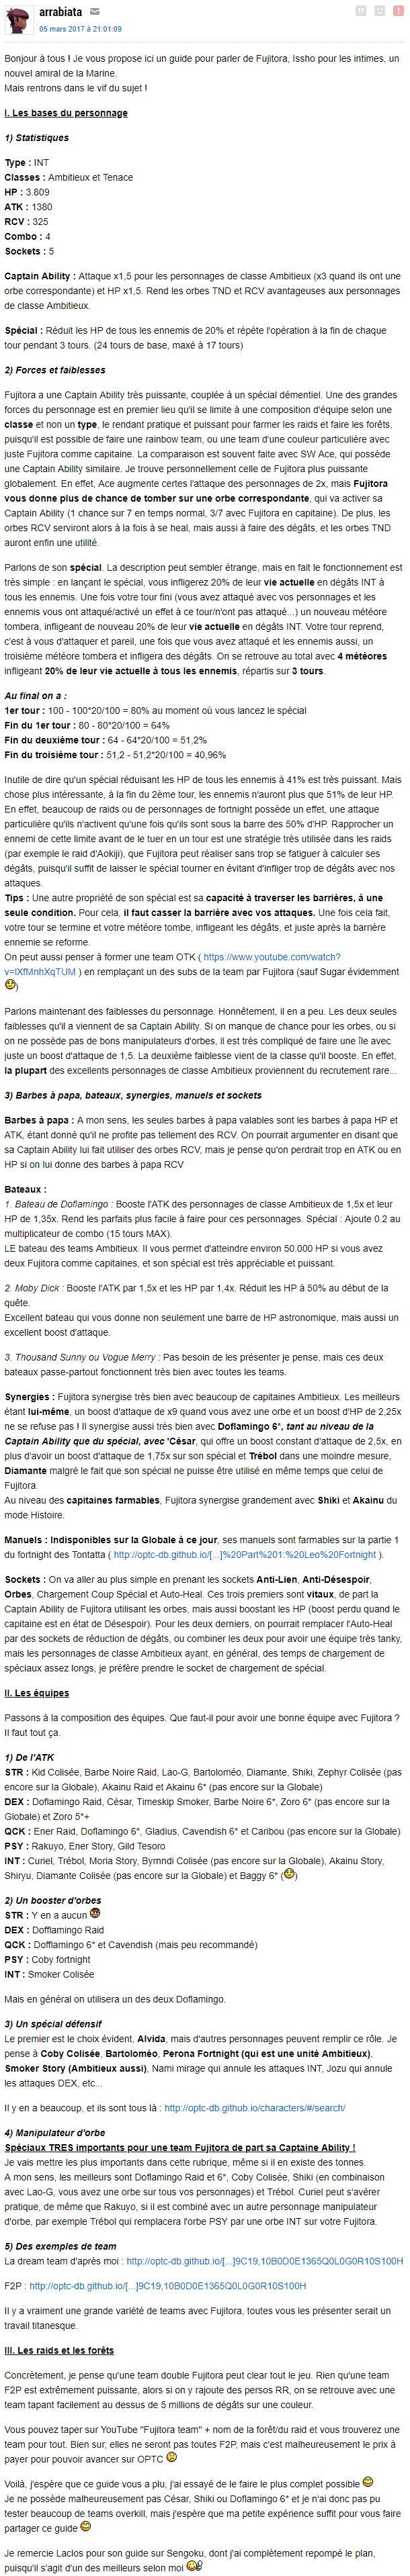 arrabiata
05 mars 2017 à 21:01:09
Bonjour à tous ! Je vous propose ici un guide pour parler de Fujitora, Issho pour les intimes, un
nouvel amiral de la Marine.
Mais rentrons dans le vif du sujet !
I. Les bases du personnage
1) Statistiques
Type : INT
Classes : Ambitieux et Tenace
HP : 3.809
ATK : 1380
RCV : 325
Combo : 4
Sockets : 5
Captain Ability : Attaque x1,5 pour les personnages de classe Ambitieux (x3 quand ils ont une
orbe correspondante) et HP x1,5. Rend les orbes TND et RCV avantageuses aux personnages
de classe Ambitieux.
Spécial : Réduit les HP de tous les ennemis de 20% et répète l'opération à la fin de chaque
tour pendant 3 tours. (24 tours de base, maxé à 17 tours)
2) Forces et faiblesses
Fujitora a une Captain Ability très puissante, couplée à un spécial démentiel. Une des grandes
forces du personnage est en premier lieu qu'il se limite à une composition d'équipe selon une
classe et non un type, le rendant pratique et puissant pour farmer les raids et faire les forêts,
puisqu'il est possible de faire une rainbow team, ou une team d'une couleur particulière avec
juste Fujitora comme capitaine. La comparaison est souvent faite avec SW Ace, qui possède
une Captain Ability similaire. Je trouve personnellement celle de Fujitora plus puissante
globalement. En effet, Ace augmente certes l'attaque des personnages de 2x, mais Fujitora
vous donne plus de chance de tomber sur une orbe correspondante, qui va activer sa
Captain Ability (1 chance sur 7 en temps normal, 3/7 avec Fujitora en capitaine). De plus, les
orbes RCV serviront alors à la fois à se heal, mais aussi à faire des dégâts, et les orbes TND
auront enfin une utilité.
Parlons de son spécial. La description peut sembler étrange, mais en fait le fonctionnement est
très simple : en lançant le spécial, vous infligerez 20% de leur vie actuelle en dégâts INT à
tous les ennemis. Une fois votre tour fini (vous avez attaqué avec vos personnages et les
ennemis vous ont attaqué/activé un effet à ce tour/n'ont pas attaqué...) un nouveau météore
tombera, infligeant de nouveau 20% de leur vie actuelle en dégâts INT. Votre tour reprend,
c'est à vous d'attaquer et pareil, une fois que vous avez attaqué et les ennemis aussi, un
troisième météore tombera et infligera des dégâts. On se retrouve au total avec 4 météores
infligeant 20% de leur vie actuelle à tous les ennemis, répartis sur 3 tours.
Au final on a :
1er tour : 100 - 100*20/100 = 80% au moment où vous lancez le spécial
Fin du 1er tour : 80 - 80*20/100 = 64%
Fin du deuxième tour : 64 - 64*20/100 = 51,2%
Fin du troisième tour : 51,2 - 51,2*20/100 = 40,96%
Inutile de dire qu'un spécial réduisant les HP de tous les ennemis à 41% est très puissant. Mais
chose plus intéressante, à la fin du 2ème tour, les ennemis n'auront plus que 51% de leur HP.
En effet, beaucoup de raids ou de personnages de fortnight possède un effet, une attaque
particulière qu'ils n'activent qu'une fois qu'ils sont sous la barre des 50% d'HP. Rapprocher un
ennemi de cette limite avant de le tuer en un tour est une stratégie très utilisée dans les raids
(par exemple le raid d'Aokiji), que Fujitora peut réaliser sans trop se fatiguer à calculer ses
dégâts, puisqu'il suffit de laisser le spécial tourner en évitant d'infliger trop de dégâts avec nos
attaques.
Tips : Une autre propriété de son spécial est sa capacité à traverser les barrières, à une
seule condition. Pour cela, il faut casser la barrière avec vos attaques. Une fois cela fait,
votre tour se termine et votre météore tombe, infligeant les dégâts, et juste après la barrière
ennemie se reforme.
On peut aussi penser à former une team OTK ( https://www.youtube.com/watch?
v=lXfMnhXqTUM ) en remplaçant un des subs de la team par Fujitora (sauf Sugar évidemment
)
Parlons maintenant des faiblesses du personnage. Honnêtement, il en a peu. Les deux seules
faiblesses qu'il a viennent de sa Captain Ability. Si on manque de chance pour les orbes, ou si
on ne possède pas de bons manipulateurs d'orbes, il est très compliqué de faire une île avec
juste un boost d'attaque de 1,5. La deuxième faiblesse vient de la classe qu'il booste. En effet,
la plupart des excellents personnages de classe Ambitieux proviennent du recrutement rare...
3) Barbes à papa, bateaux, synergies, manuels et sockets
Barbes à papa : A mon sens, les seules barbes à papa valables sont les barbes à papa HP et
ATK, étant donné qu'il ne profite pas tellement des RCV. On pourrait argumenter en disant que
sa Captain Ability lui fait utiliser des orbes RCV, mais je pense qu'on perdrait trop en ATK ou en
HP si on lui donne des barbes à papa RCV
Bateaux :
1. Bateau de Doflamingo : Booste l'ATK des personnages de classe Ambitieux de 1,5x et leur
HP de 1,35x. Rend les parfaits plus facile à faire pour ces personnages. Spécial : Ajoute 0.2 au
multiplicateur de combo (15 tours MAX).
LE bateau des teams Ambitieux. Il vous permet d'atteindre environ 50.000 HP si vous avez
deux Fujitora comme capitaines, et son spécial est très appréciable et puissant.
2. Moby Dick : Booste l'ATK par 1,5x et les HP par 1,4x. Réduit les HP à 50% au début de la
quête.
Excellent bateau qui vous donne non seulement une barre de HP astronomique, mais aussi un
excellent boost d'attaque.
3. Thousand Sunny ou Vogue Merry : Pas besoin de les présenter je pense, mais ces deux
bateaux passe-partout fonctionnent très bien avec toutes les teams.
Synergies : Fujitora synergise très bien avec beaucoup de capitaines Ambitieux. Les meilleurs
étant lui-même, un boost d'attaque de x9 quand vous avez une orbe et un boost d'HP de 2,25x
ne se refuse pas ! Il synergise aussi très bien avec Doflamingo 6*, tant au niveau de la
Captain Ability que du spécial, avec 'César, qui offre un boost constant d'attaque de 2,5x, en
plus d'avoir un boost d'attaque de 1,75x sur son spécial et Trébol dans une moindre mesure,
Diamante malgré le fait que son spécial ne puisse être utilisé en même temps que celui de
Fujitora.
Au niveau des capitaines farmables, Fujitora synergise grandement avec Shiki et Akainu du
mode Histoire.
Manuels : Indisponibles sur la Globale à ce jour, ses manuels sont farmables sur la partie 1
du fortnight des Tontatta ( http://optc-db.github.io/[...]%20Part%201:%20Leo%20Fortnight ).
Sockets : On va aller au plus simple en prenant les sockets Anti-Lien, Anti-Désespoir,
Orbes, Chargement Coup Spécial et Auto-Heal. Ces trois premiers sont vitaux, de part la
Captain Ability de Fujitora utilisant les orbes, mais aussi boostant les HP (boost perdu quand le
capitaine est en état de Désespoir). Pour les deux derniers, on pourrait remplacer l'Auto-Heal
par des sockets de réduction de dégâts, ou combiner les deux pour avoir une équipe très tanky,
mais les personnages de classe Ambitieux ayant, en général, des temps de chargement de
spéciaux assez longs, je préfère prendre le socket de chargement de spécial.
II. Les équipes
Passons à la composition des équipes. Que faut-il pour avoir une bonne équipe avec Fujitora ?
Il faut tout ça.
1) De l'ATK
STR : Kid Colisée, Barbe Noire Raid, Lao-G, Bartoloméo, Diamante, Shiki, Zephyr Colisée (pas
encore sur la Globale), Akainu Raid et Akainu 6* (pas encore sur la Globale)
DEX : Doflamingo Raid, César, Timeskip Smoker, Barbe Noire 6*, Zoro 6* (pas encore sur la
Globale) et Zoro 5*+
QCK : Ener Raid, Doflamingo 6*, Gladius, Cavendish 6* et Caribou (pas encore sur la Globale)
PSY : Rakuyo, Ener Story, Gild Tesoro
INT : Curiel, Trébol, Moria Story, Byrnndi Colisée (pas encore sur la Globale), Akainu Story,
Shiryu, Diamante Colisée (pas encore sur la Globale) et Baggy 6* ( )
2) Un booster d'orbes
STR : Y en a aucun
DEX : Dofflamingo Raid
QCK : Dofflamingo 6* et Cavendish (mais peu recommandé)
PSY : Coby fortnight
INT : Smoker Colisée
Mais en général on utilisera un des deux Doflamingo.
3) Un spécial défensif
Le premier est le choix évident, Alvida, mais d'autres personnages peuvent remplir ce rôle. Je
pense à Coby Colisée, Bartoloméo, Perona Fortnight (qui est une unité Ambitieux),
Smoker Story (Ambitieux aussi), Nami mirage qui annule les attaques INT, Jozu qui annule
les attaques DEX, etc...
Il y en a beaucoup, et ils sont tous là : http://optc-db.github.io/characters/#/search/
4) Manipulateur d'orbe
Spéciaux TRES importants pour une team Fujitora de part sa Captaine Ability !
Je vais mettre les plus importants dans cette rubrique, même si il en existe des tonnes.
A mon sens, les meilleurs sont Doflamingo Raid et 6*, Coby Colisée, Shiki (en combinaison
avec Lao-G, vous avez une orbe sur tous vos personnages) et Trébol. Curiel peut s'avérer
pratique, de même que Rakuyo, si il est combiné avec un autre personnage manipulateur
d'orbe, par exemple Trébol qui remplacera l'orbe PSY par une orbe INT sur votre Fujitora.
5) Des exemples de team
La dream team d'après moi : http://optc-db.github.io/[...]9C19,10B0D0E1365Q0L0G0R10S100H
F2P : http://optc-db.github.io/[...]9C19,10B0D0E1365Q0L0G0R10S100H
Il y a vraiment une grande variété de teams avec Fujitora, toutes vous les présenter serait un
travail titanesque.
III. Les raids et les forêts
Concrètement, je pense qu'une team double Fujitora peut clear tout le jeu. Rien qu'une team
F2P est extrêmement puissante, alors si on y rajoute des persos RR, on se retrouve avec une
team tapant facilement au dessus de 5 millions de dégâts sur une couleur.
Vous pouvez taper sur YouTube "Fujitora team" + nom de la forêt/du raid et vous trouverez une
team pour tout. Bien sur, elles ne seront pas toutes F2P, mais c'est malheureusement le prix à
payer pour pouvoir avancer sur OPTC
Voilà, j'espère que ce guide vous a plu, j'ai essayé de le faire le plus complet possible
Je ne possède malheureusement pas César, Shiki ou Doflamingo 6* et je n'ai donc pas pu
tester beaucoup de teams overkill, mais j'espère que ma petite expérience suffit pour vous faire
partager ce guide
Je remercie Laclos pour son guide sur Sengoku, dont j'ai complètement repompé le plan,
puisqu'il s'agit d'un des meilleurs selon moi